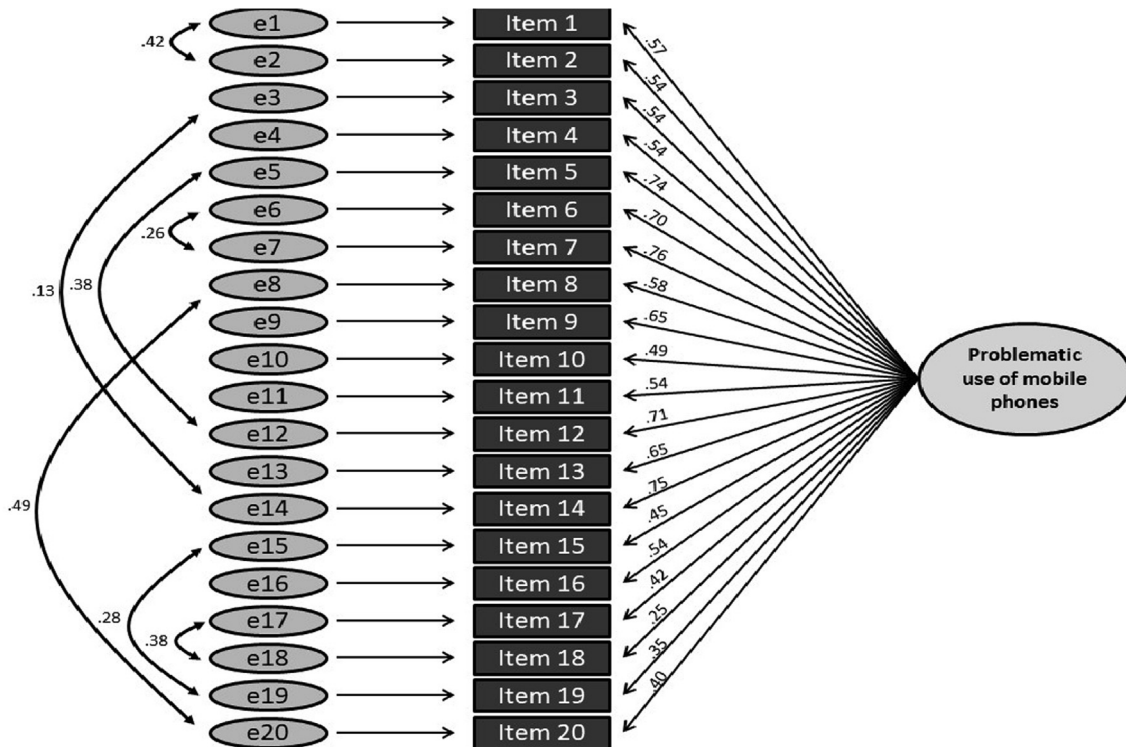 e1 Item 1
.57
.42
e2 Item 2
.54
e3 Item 3
.54
e4 Item 4
.54
e5 Item 5
.74
e6 Item 6
.70
.26
e7 Item 7
.76
.13 .38 e8 Item 8
.58
e9 Item 9
.65
Problematic
use of mobile
phones
e10 Item 10
.49
e11 Item 11
.54
e12 Item 12
.71
e13 Item 13
.65
.49
e14 Item 14
.75
e15 Item 15
.45
e16 Item 16
.54
.28
e17 Item 17
.42
.38
e18 Item 18
.25
e19 Item 19
.35
e20 Item 20
.40